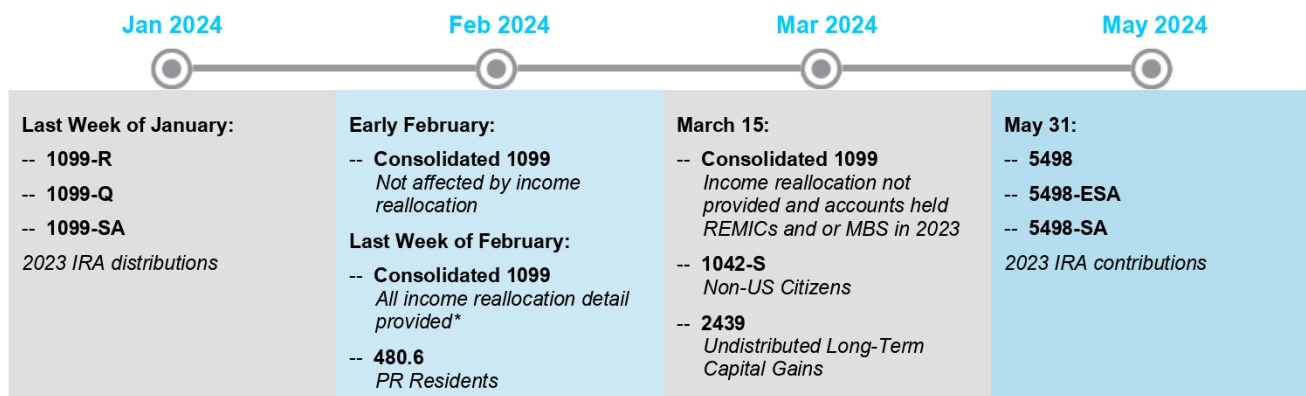 Jan 2024
Feb 2024
Mar 2024
May 2024
Last Week of January:
-- 1099-R
-- 1099-Q
-- 1099-SA
2023 IRA distributions
Early February:
-- Consolidated 1099
Not affected by income
reallocation
Last Week of February:
-- Consolidated 1099
All income reallocation detail
provided*
-- 480.6
PR Residents
March 15:
-- Consolidated 1099
Income reallocation not
provided and accounts held
REMICs and or MBS in 2023
-- 1042-S
Non-US Citizens
-- 2439
Undistributed Long-Term
Capital Gains
May 31:
-- 5498
-- 5498-ESA
-- 5498-SA
2023 IRA contributions